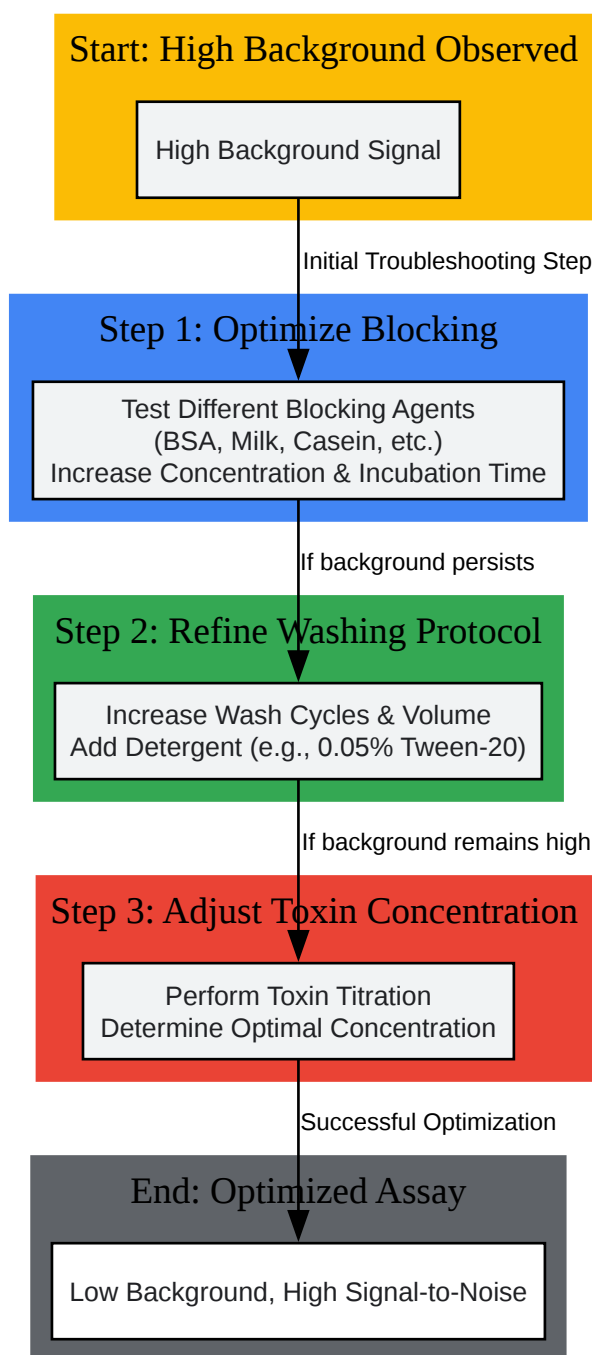 Start: High Background Observed
High Background Signal
Initial Troubleshooting Step
Step 1: Optimize Blocking
Test Different Blocking Agents
(BSA, Milk, Casein, etc.)
Increase Concentration & Incubation Time
If background persists
Step 2: Refine Washing Protocol
Increase Wash Cycles & Volume
Add Detergent (e.g., 0.05% Tween-20)
If background remains high
Step 3: Adjust Toxin Concentration
Perform Toxin Titration
Determine Optimal Concentration
Successful Optimization
End: Optimized Assay
Low Background, High Signal-to-Noise